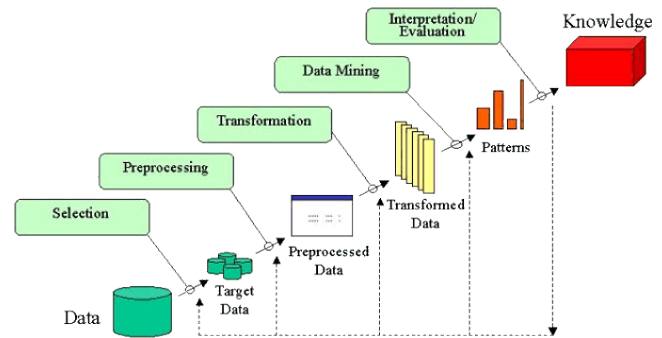 Interpretation/
Evaluation
Knowledge
Data Mining
Transformation
Patterns
Preprocessing
Transformed
Data
Selection
Preprocessed
Data
Target
Data
Data